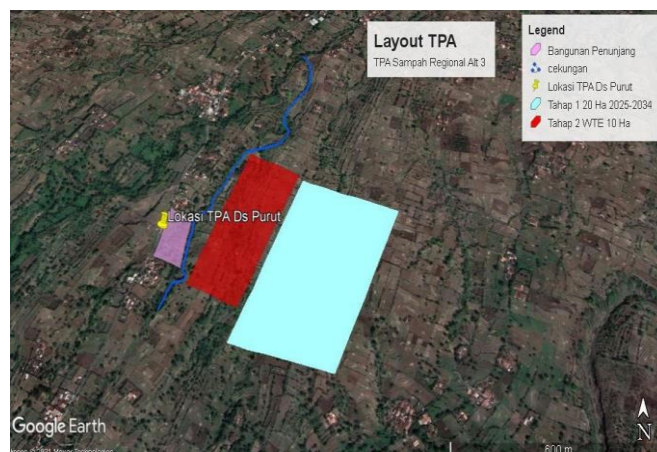 Layout TPA
TPA Sampah Regional Alt 3
Legend
Bangunan Penunjang
cekungan
Lokasi TPA Ds Purut
Tahap 1 20 Ha 2025-2034
Tahap 2 WTE 10 Ha
Lokasi TPA Ds Purut
Google Earth
N
800 m